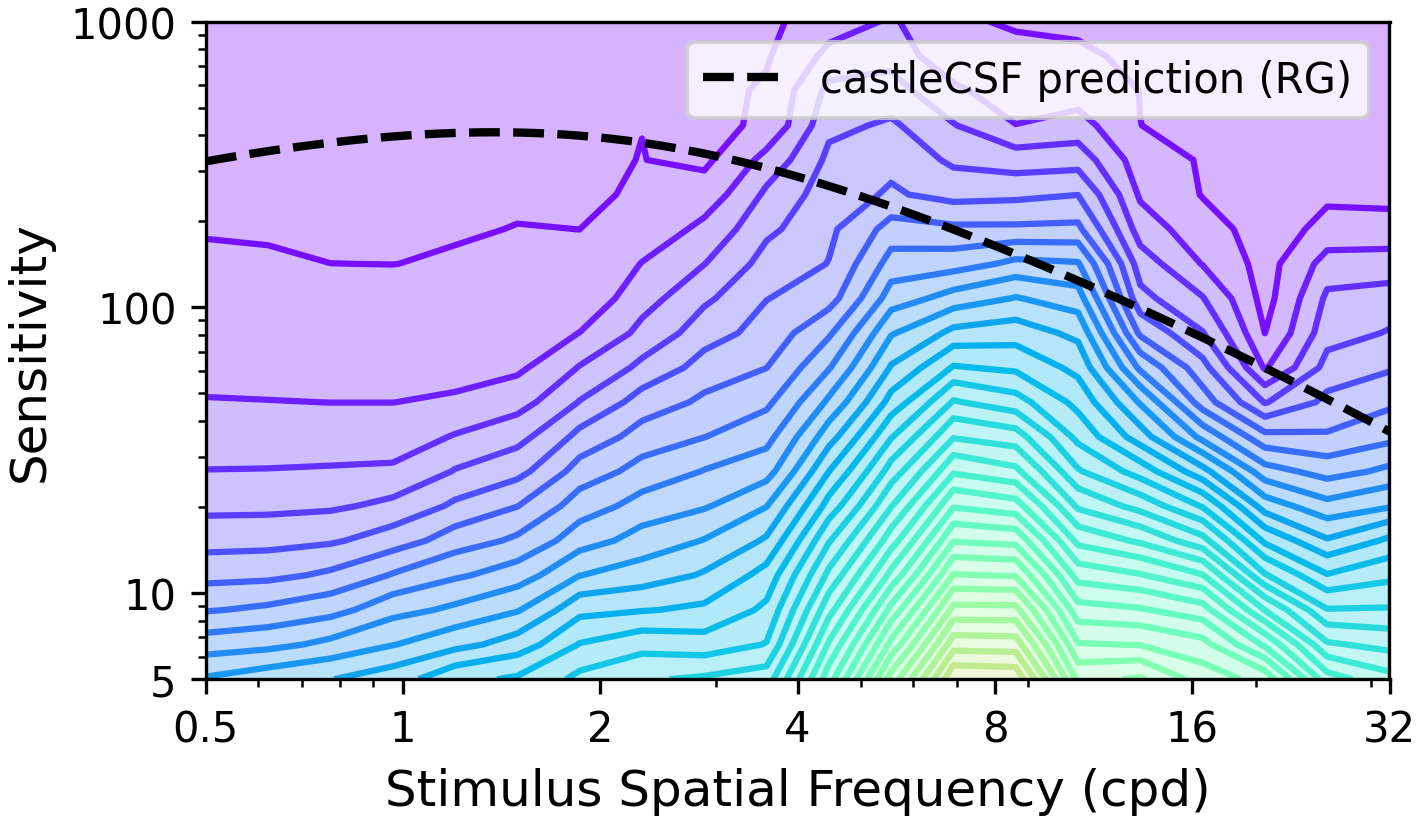 1000
100
10
5
Sensitivity
castleCSF prediction (RG)
0.5 1 2 4 8 16 32
Stimulus Spatial Frequency (cpd)